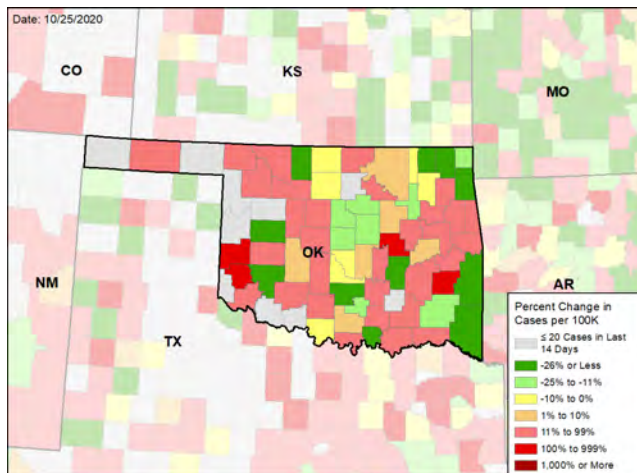 Date: 10/25/2020
CO
KS
MO
OK
NM
TX
AR
Percent Change in
Cases per 100K
≤ 20 Cases in Last
14 Days
-26% or Less
-25% to -11%
-10% to 0%
1% to 10%
11% to 99%
100% to 999%
1,000% or More